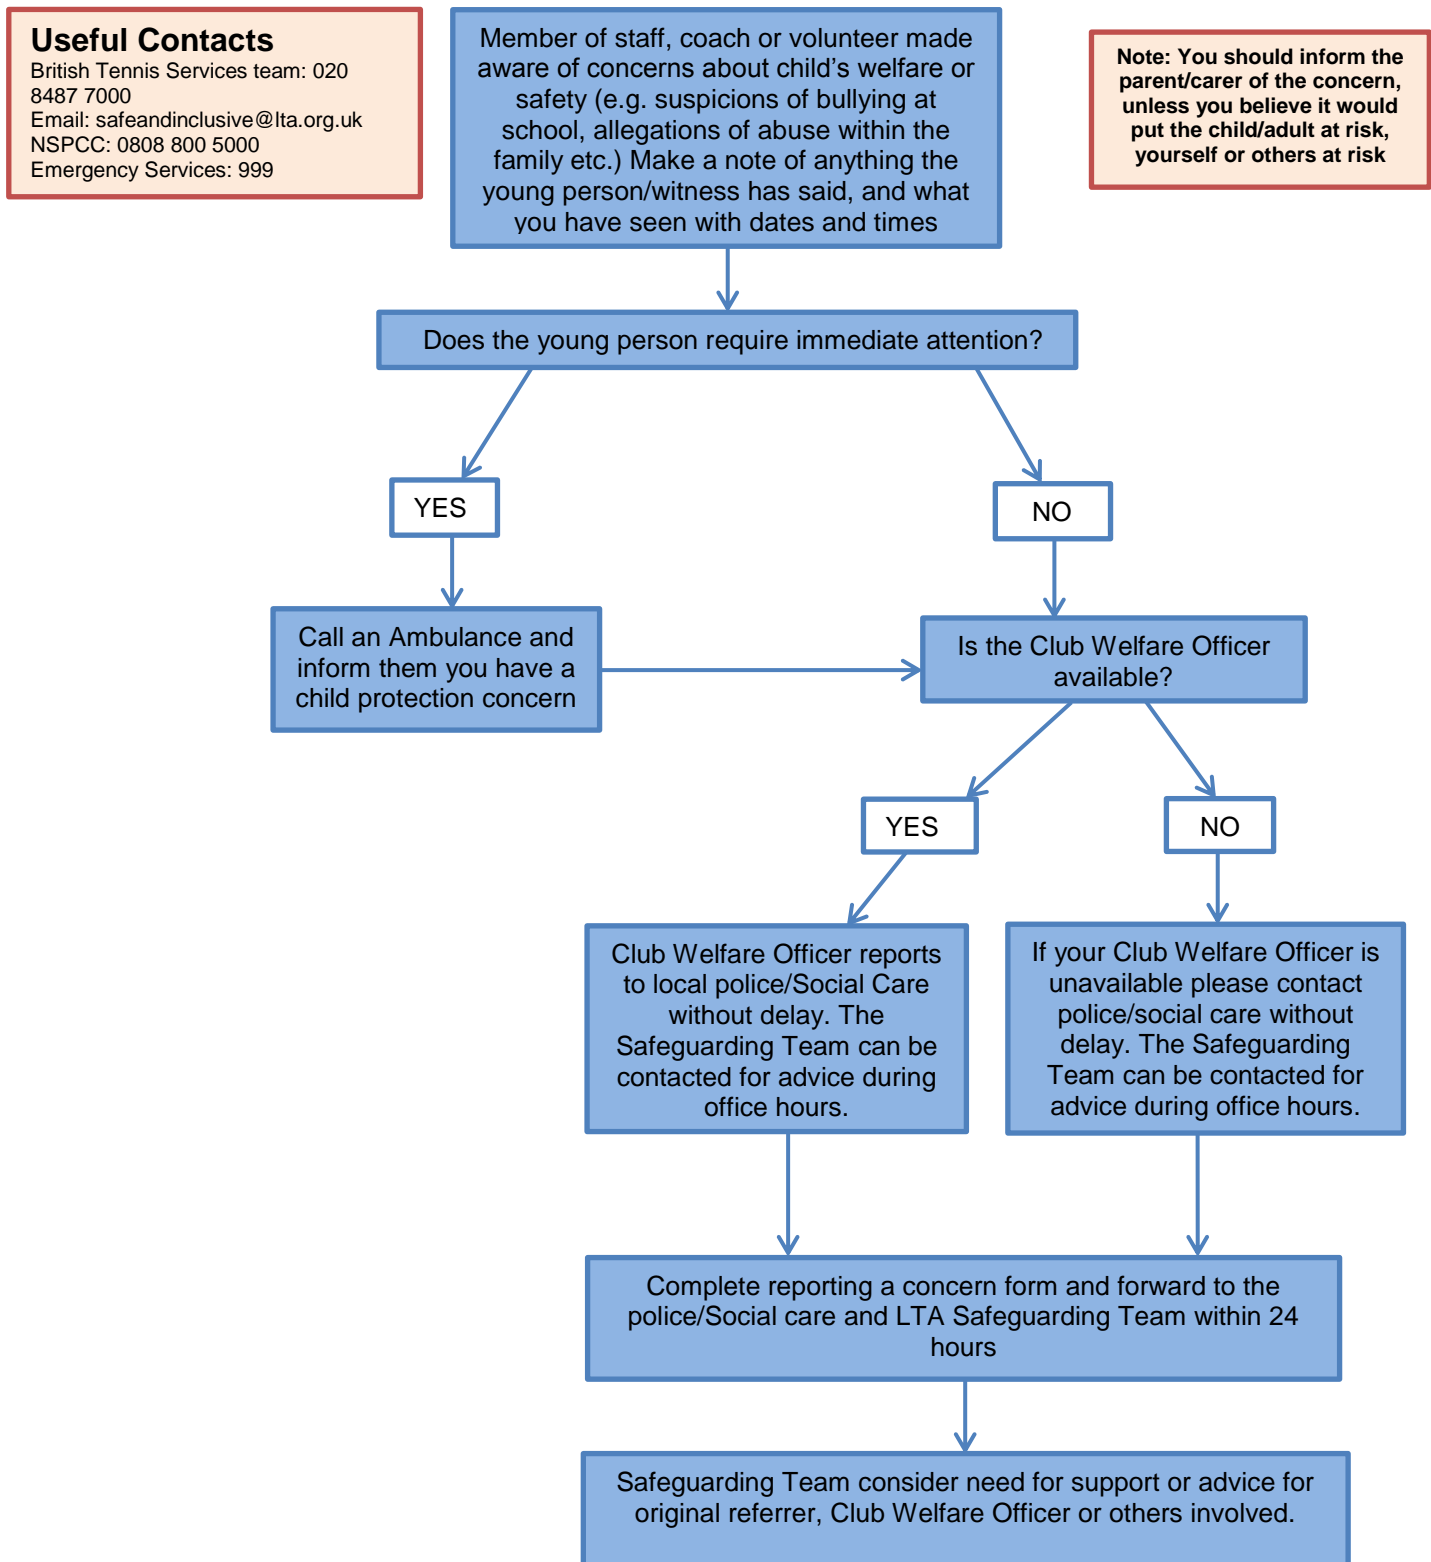 Useful Contacts
British Tennis Services team: 020
8487 7000
Email: safeandinclusive@lta.org.uk
NSPCC: 0808 800 5000
Emergency Services: 999
Member of staff, coach or volunteer made
aware of concerns about child’s welfare or
safety (e.g. suspicions of bullying at
school, allegations of abuse within the
family etc.) Make a note of anything the
young person/witness has said, and what
you have seen with dates and times
Note: You should inform the
parent/carer of the concern,
unless you believe it would
put the child/adult at risk,
yourself or others at risk
Does the young person require immediate attention?
YES
NO
Call an Ambulance and
inform them you have a
child protection concern
Is the Club Welfare Officer
available?
YES
NO
Club Welfare Officer reports
to local police/Social Care
without delay. The
Safeguarding Team can be
contacted for advice during
office hours.
If your Club Welfare Officer is
unavailable please contact
police/social care without
delay. The Safeguarding
Team can be contacted for
advice during office hours.
Complete reporting a concern form and forward to the
police/Social care and LTA Safeguarding Team within 24
hours
Safeguarding Team consider need for support or advice for
original referrer, Club Welfare Officer or others involved.